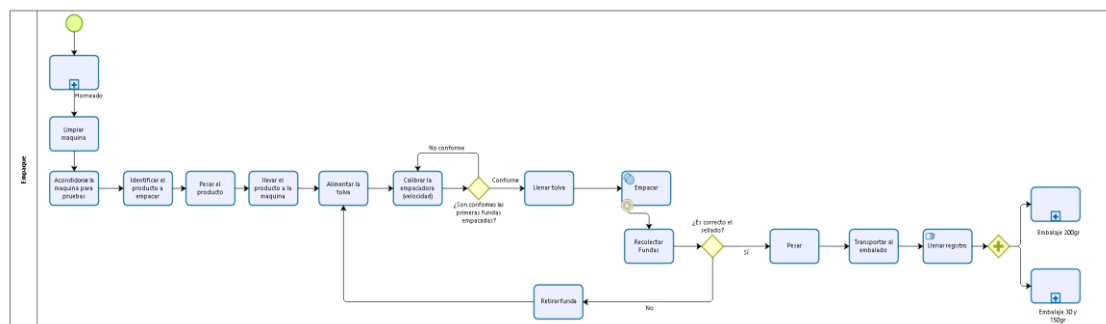 Empaque
Horneado
Limpiar
maquina
Acondicionar la
maquina para
pruebas
Identificar el
producto a
empacar
Pesar el
producto
llevar el
producto a la
maquina
Alimentar la
tolva
No conforme
Calibrar la
empacadora
(velocidad)
¿Son conformes las
primeras fundas
empacadas?
Conforme
Llenar tolva
Empacar
Recolectar
Fundas
¿Es correcto el
sellado?
Sí
No
Retirar funda
Pesar
Transportar al
embalado
Llenar registro
Embalaje 200gr
Embalaje 30 y
150gr